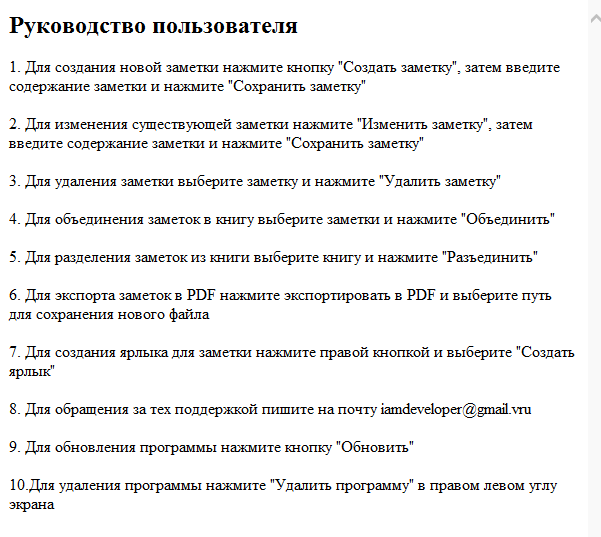 Руководство пользователя
1. Для создания новой заметки нажмите кнопку "Создать заметку", затем введите
содержание заметки и нажмите "Сохранить заметку"
2. Для изменения существующей заметки нажмите "Изменить заметку", затем
введите содержание заметки и нажмите "Сохранить заметку"
3. Для удаления заметки выберите заметку и нажмите "Удалить заметку"
4. Для объединения заметок в книгу выберите заметки и нажмите "Объединить"
5. Для разделения заметок из книги выберите книгу и нажмите "Разъединить"
6. Для экспорта заметок в PDF нажмите экспортировать в PDF и выберите путь
для сохранения нового файла
7. Для создания ярлыка для заметки нажмите правой кнопкой и выберите "Создать
ярлык"
8. Для обращения за тех поддержкой пишите на почту iamdeveloper@gmail.vru
9. Для обновления программы нажмите кнопку "Обновить"
10.Для удаления программы нажмите "Удалить программу" в правом левом углу
экрана